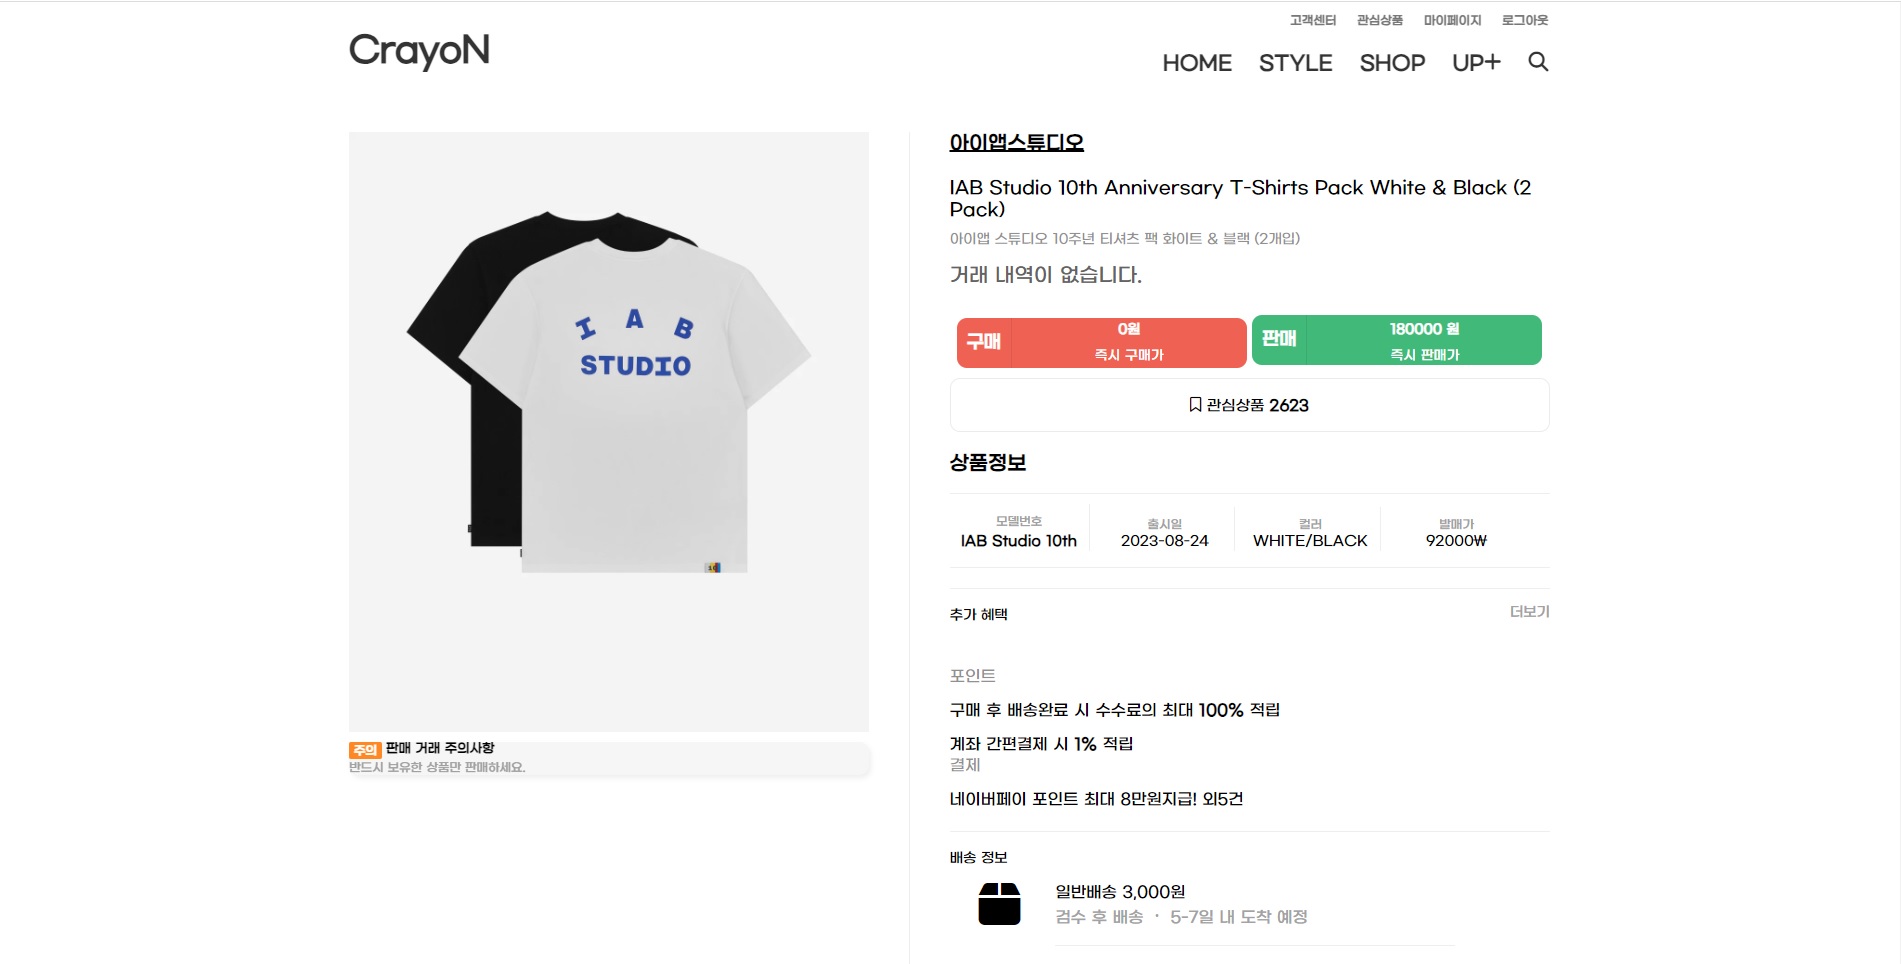 고객센터 관심상품 마이페이지 로그아웃
CrayoN
HOME STYLE SHOP UP+
I A B
STUDIO
주의 판매 거래 주의사항
반드시 보유한 상품만 판매하세요.
아이앱스튜디오
IAB Studio 10th Anniversary T-Shirts Pack White & Black (2
Pack)
아이앱 스튜디오 10주년 티셔츠 팩 화이트 & 블랙 (2개입)
거래 내역이 없습니다.
구매 0원 즉시 구매가
판매 180000 원 즉시 판매가
관심상품 2623
상품정보
모델번호 출시일 컬러 발매가
IAB Studio 10th 2023-08-24 WHITE/BLACK 92000₩
추가 혜택 더보기
포인트
구매 후 배송완료 시 수수료의 최대 100% 적립
계좌 간편결제 시 1% 적립
결제
네이버페이 포인트 최대 8만원지급! 외5건
배송 정보
일반배송 3,000원
검수 후 배송 ・ 5-7일 내 도착 예정